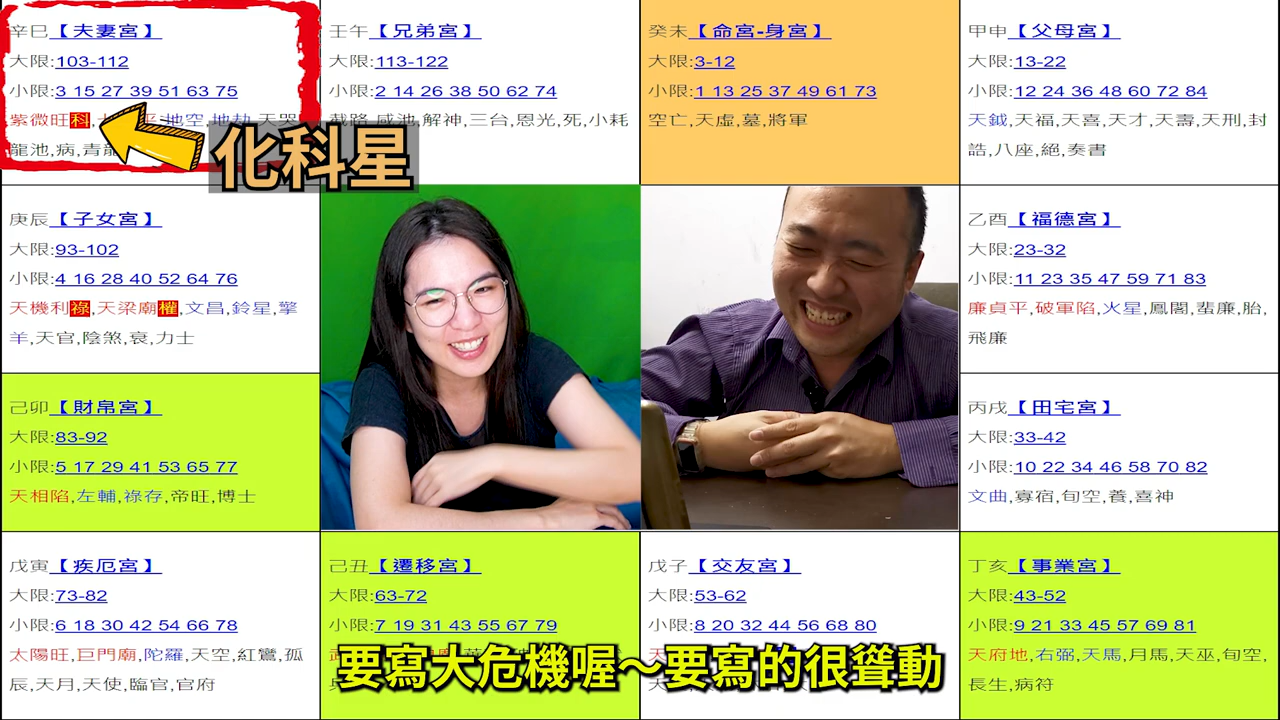 辛巳【夫妻宮】
大限:103-112
小限:3 15 27 39 51 63 75
紫微旺科,
龍池,病,青龍
化科星
壬午【兄弟宮】
大限:113-122
小限:2 14 26 38 50 62 74
截路,咸池,解神,三台,恩光,死,小耗
癸未【命宮-身宮】
大限:3-12
小限:1 13 25 37 49 61 73
空亡,天虛,墓,將軍
甲申【父母宮】
大限:13-22
小限:12 24 36 48 60 72 84
天鉞,天福,天喜,天才,天壽,天刑,封
誥,八座,絕,奏書
庚辰【子女宮】
大限:93-102
小限:4 16 28 40 52 64 76
天機利祿,天梁廟權,文昌,鈴星,擎
羊,天官,陰煞,衰,力士
乙酉【福德宮】
大限:23-32
小限:11 23 35 47 59 71 83
廉貞平,破軍陷,火星,鳳閣,蜚廉,胎,
飛廉
己卯【財帛宮】
大限:83-92
小限:5 17 29 41 53 65 77
天相陷,左輔,祿存,帝旺,博士
丙戌【田宅宮】
大限:33-42
小限:10 22 34 46 58 70 82
文曲,寡宿,旬空,養,喜神
戊寅【疾厄宮】
大限:73-82
小限:6 18 30 42 54 66 78
太陽旺,巨門廟,陀羅,天空,紅鸞,孤
辰,天月,天使,臨官,官府
己丑【遷移宮】
大限:63-72
小限:7 19 31 43 55 67 79
戊子【交友宮】
大限:53-62
小限:8 20 32 44 56 68 80
丁亥【事業宮】
大限:43-52
小限:9 21 33 45 57 69 81
天府地,右弼,天馬,月馬,天巫,旬空,
長生,病符
要寫大危機喔～要寫的很聳動